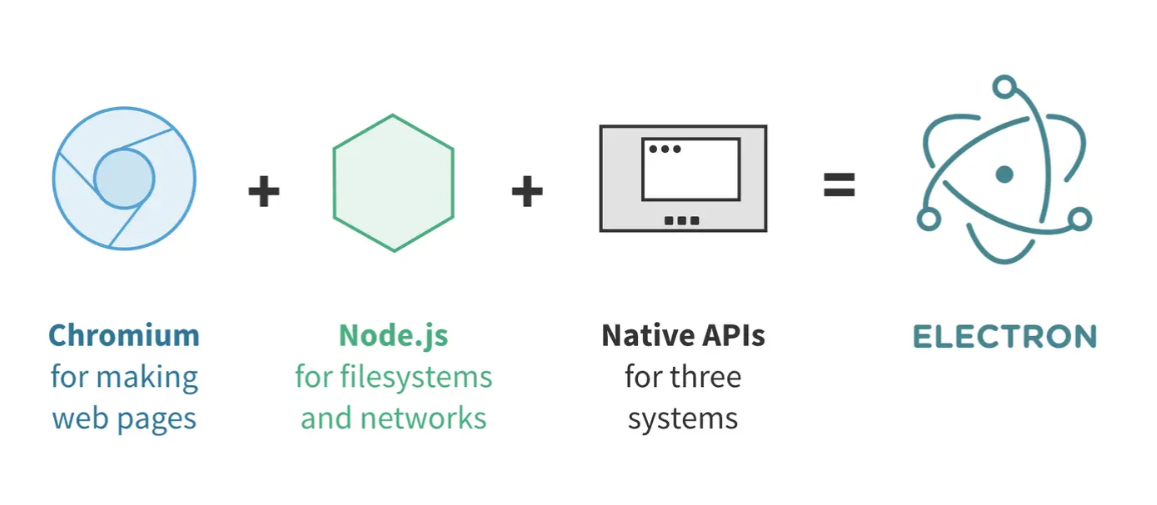 +
+
=
Chromium
for making
web pages
Node.js
for filesystems
and networks
Native APIs
for three
systems
ELECTRON